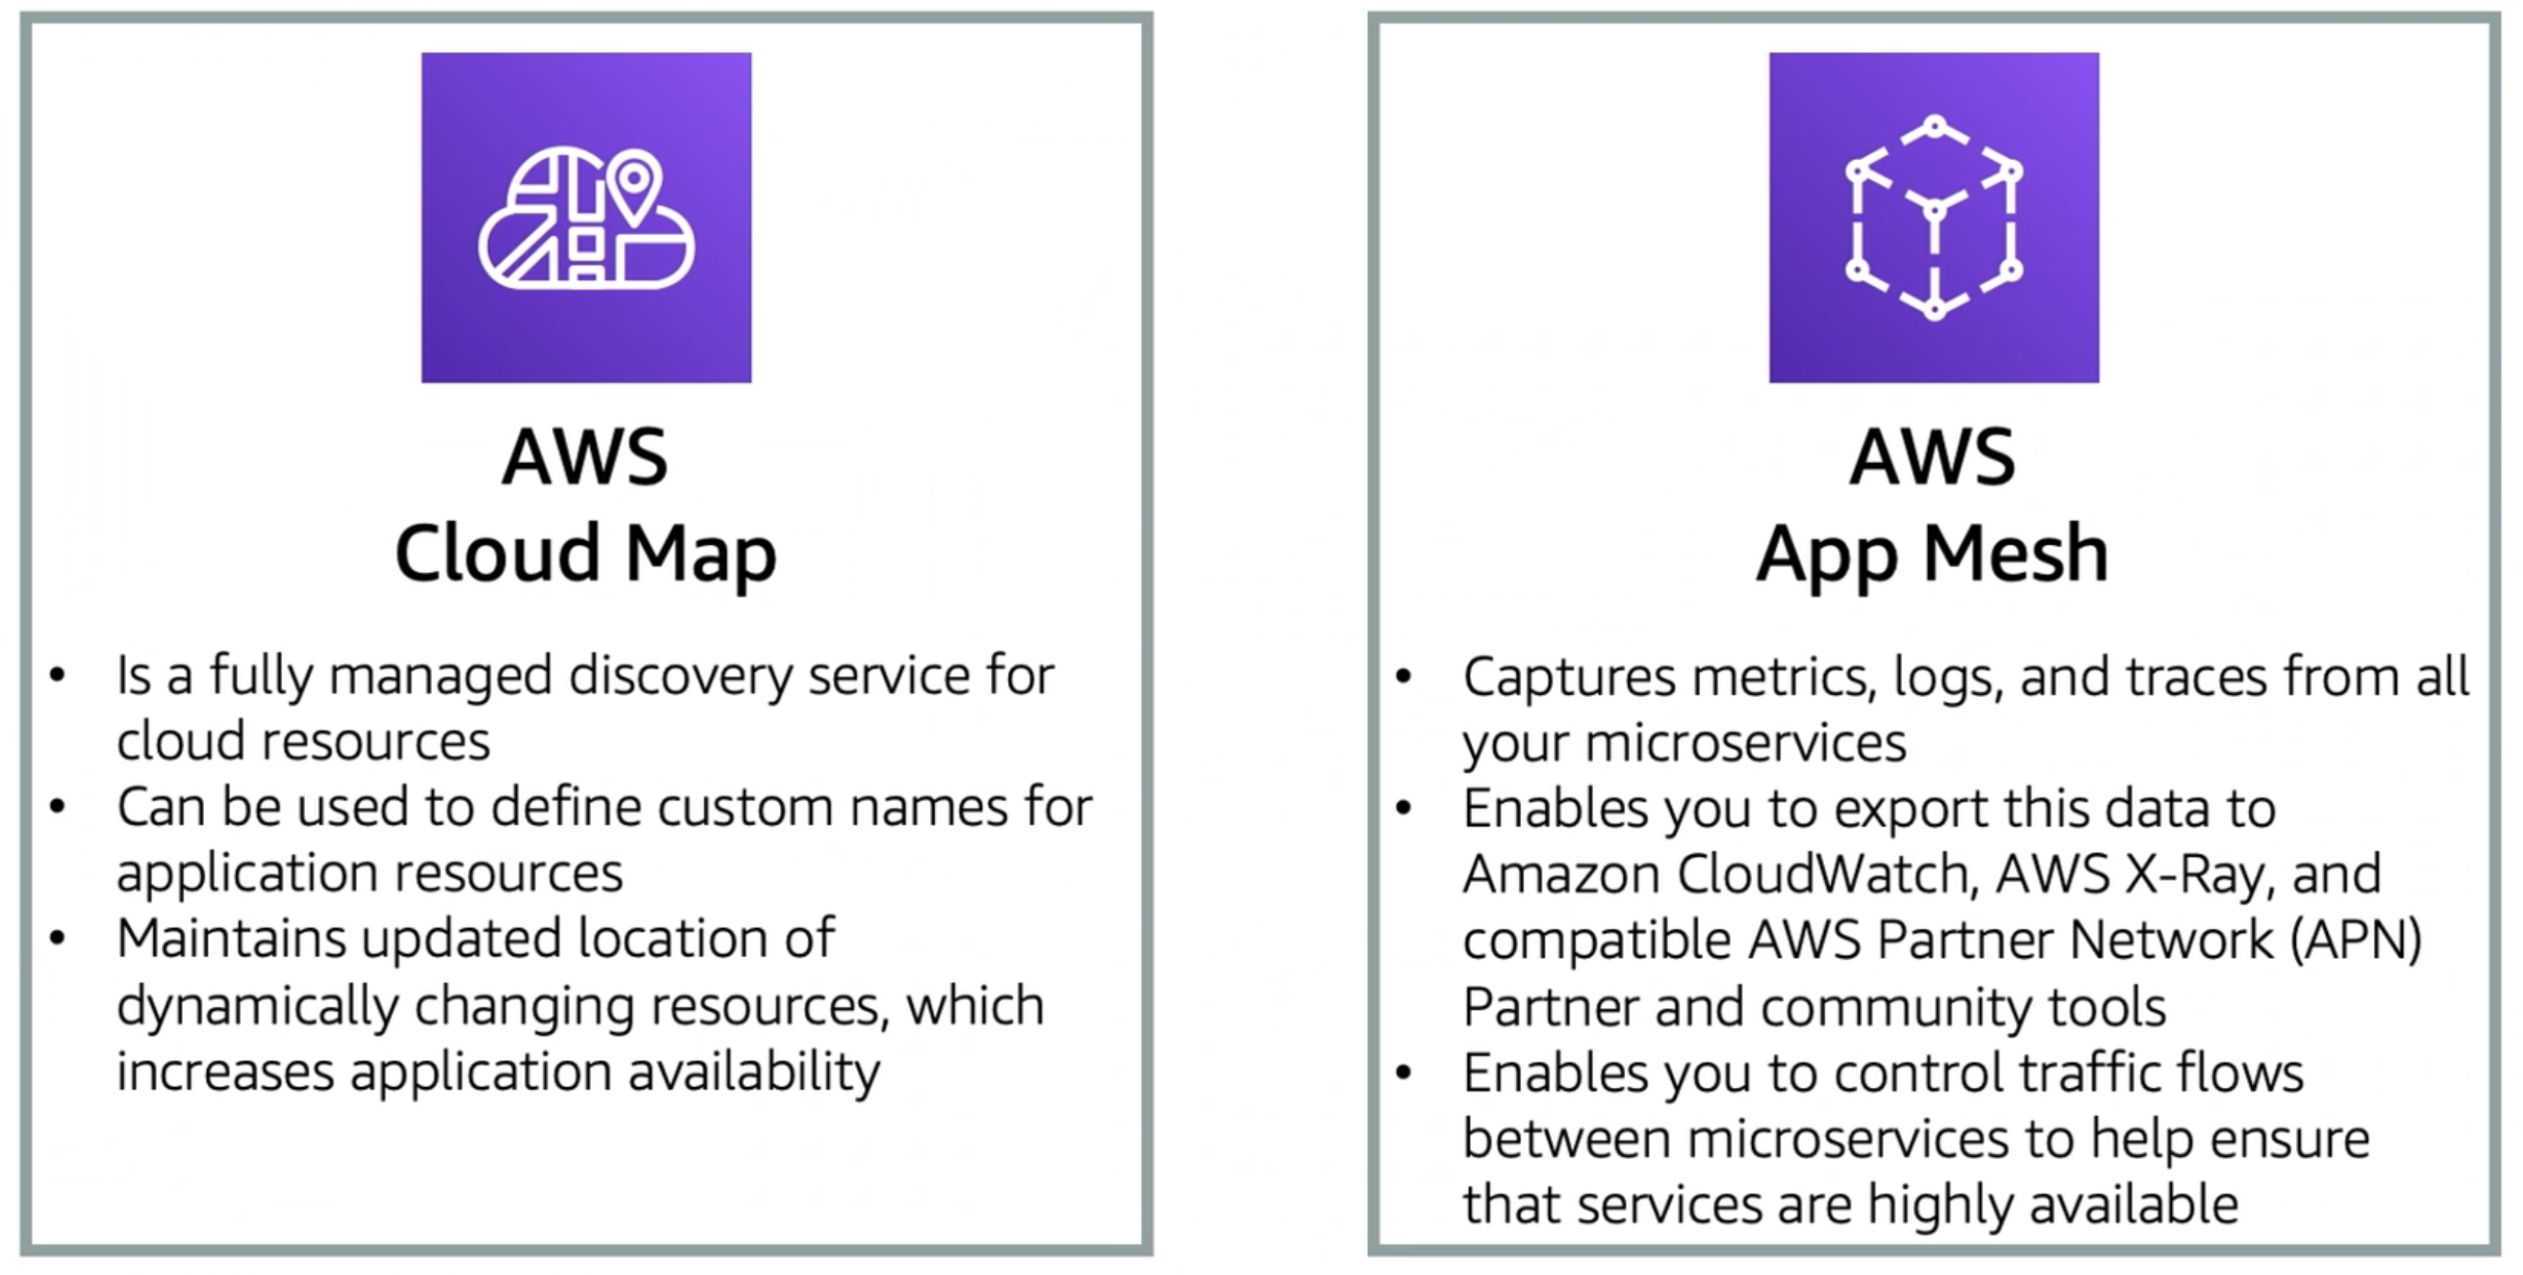 AWS
Cloud Map
• Is a fully managed discovery service for
cloud resources
• Can be used to define custom names for
application resources
• Maintains updated location of
dynamically changing resources, which
increases application availability
AWS
App Mesh
• Captures metrics, logs, and traces from all
your microservices
• Enables you to export this data to
Amazon CloudWatch, AWS X-Ray, and
compatible AWS Partner Network (APN)
Partner and community tools
• Enables you to control traffic flows
between microservices to help ensure
that services are highly available